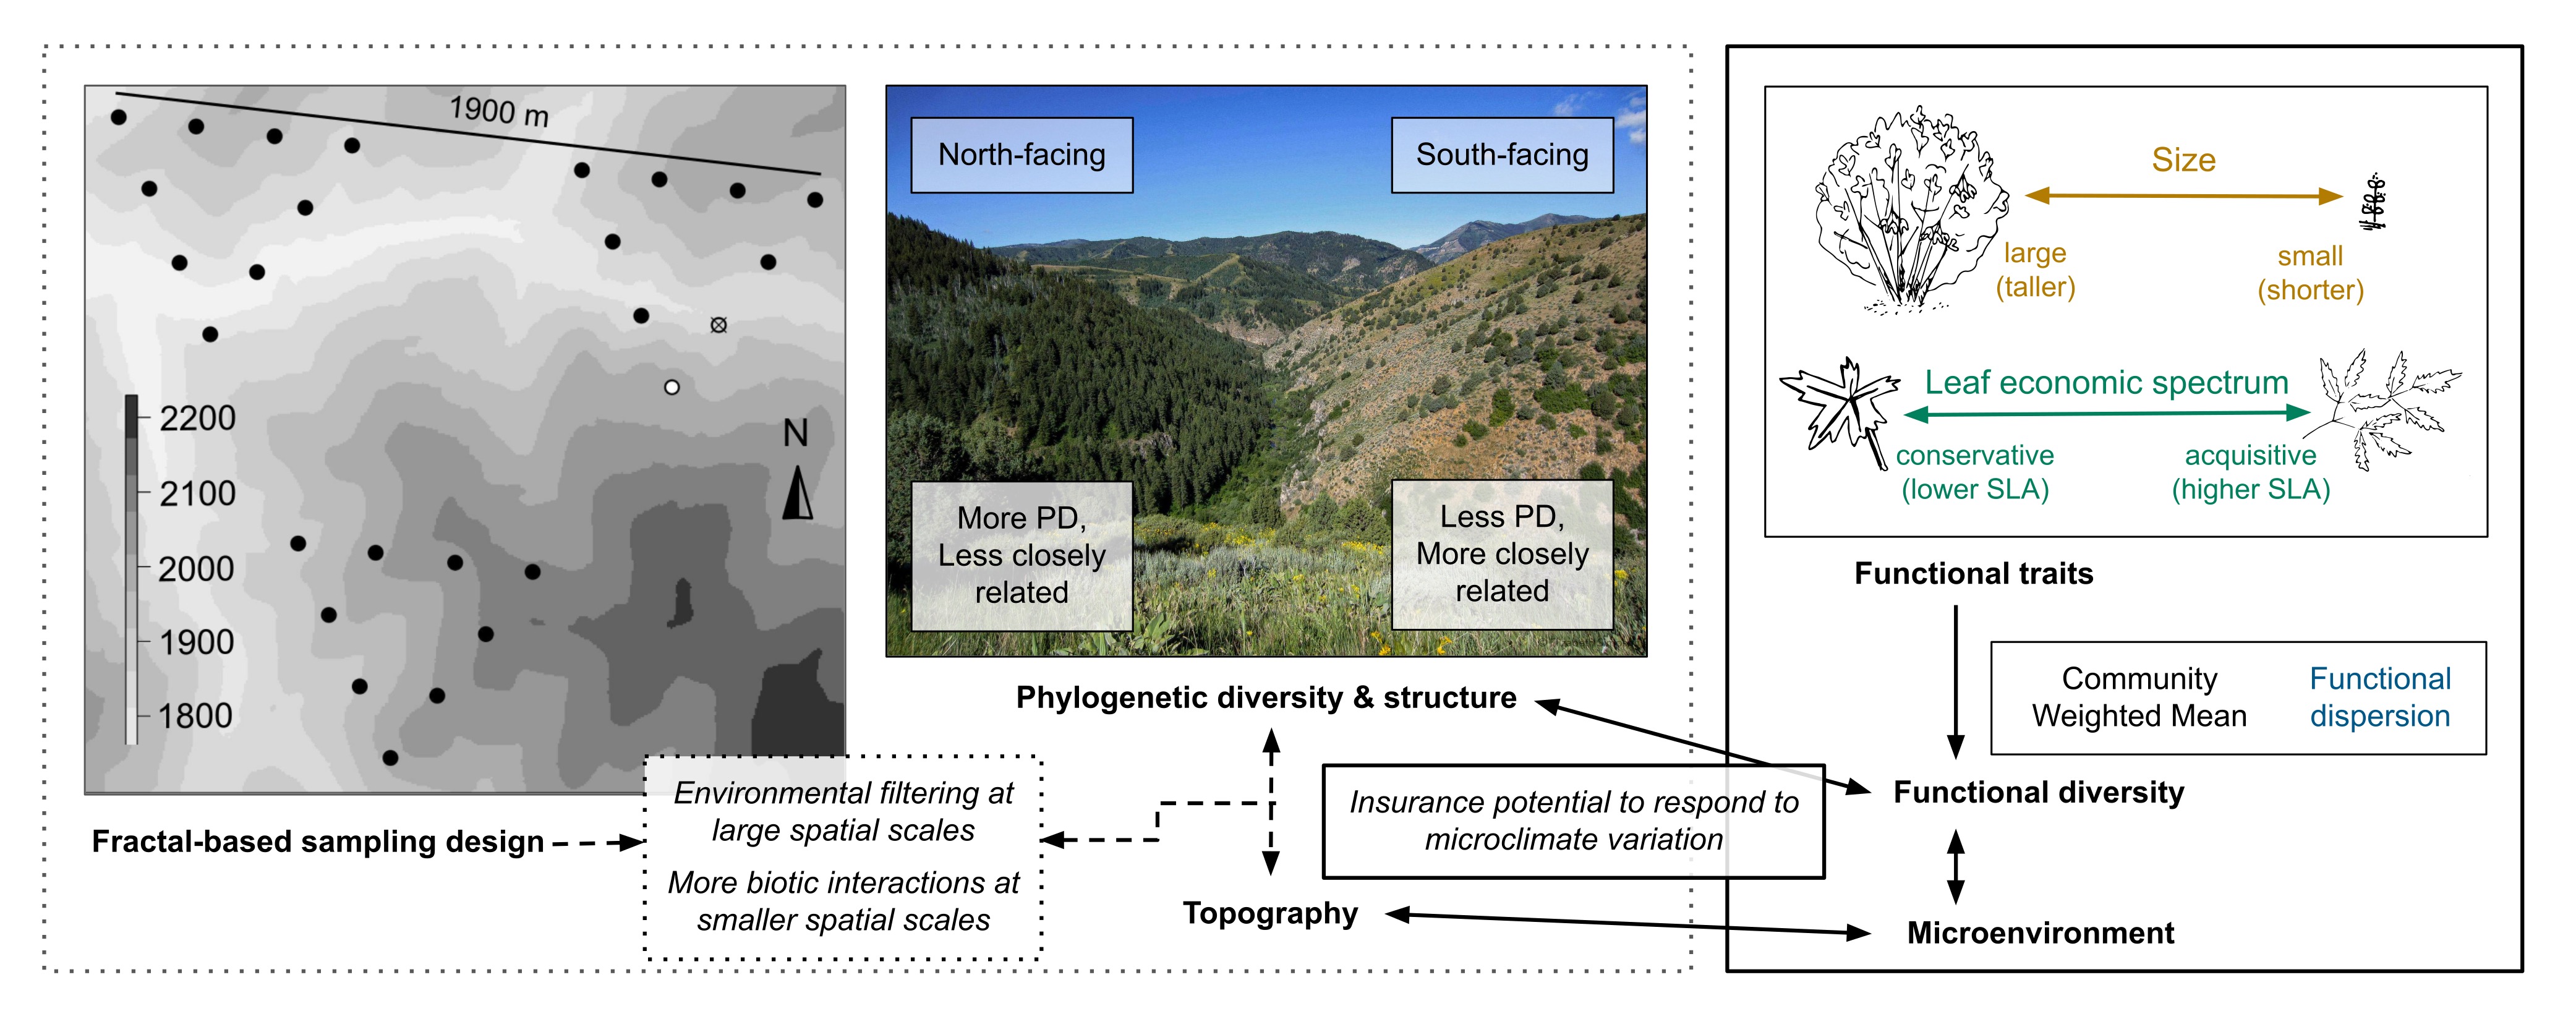 1900 m
N
2200
2100
2000
1900
1800
Fractal-based sampling design
North-facing
South-facing
More PD,
Less closely
related
Less PD,
More closely
related
Phylogenetic diversity & structure
Environmental filtering at
large spatial scales
More biotic interactions at
smaller spatial scales
Topography
Insurance potential to respond to
microclimate variation
Size
large
(taller)
small
(shorter)
Leaf economic spectrum
conservative
(lower SLA)
acquisitive
(higher SLA)
Functional traits
Community
Weighted Mean
Functional
dispersion
Functional diversity
Microenvironment